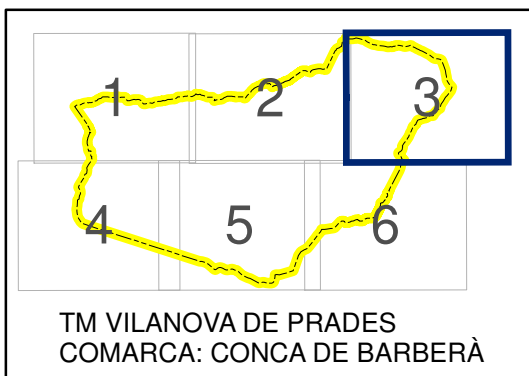 1 2 3
4 5 6
TM VILANOVA DE PRADES
COMARCA: CONCA DE BARBERÀ